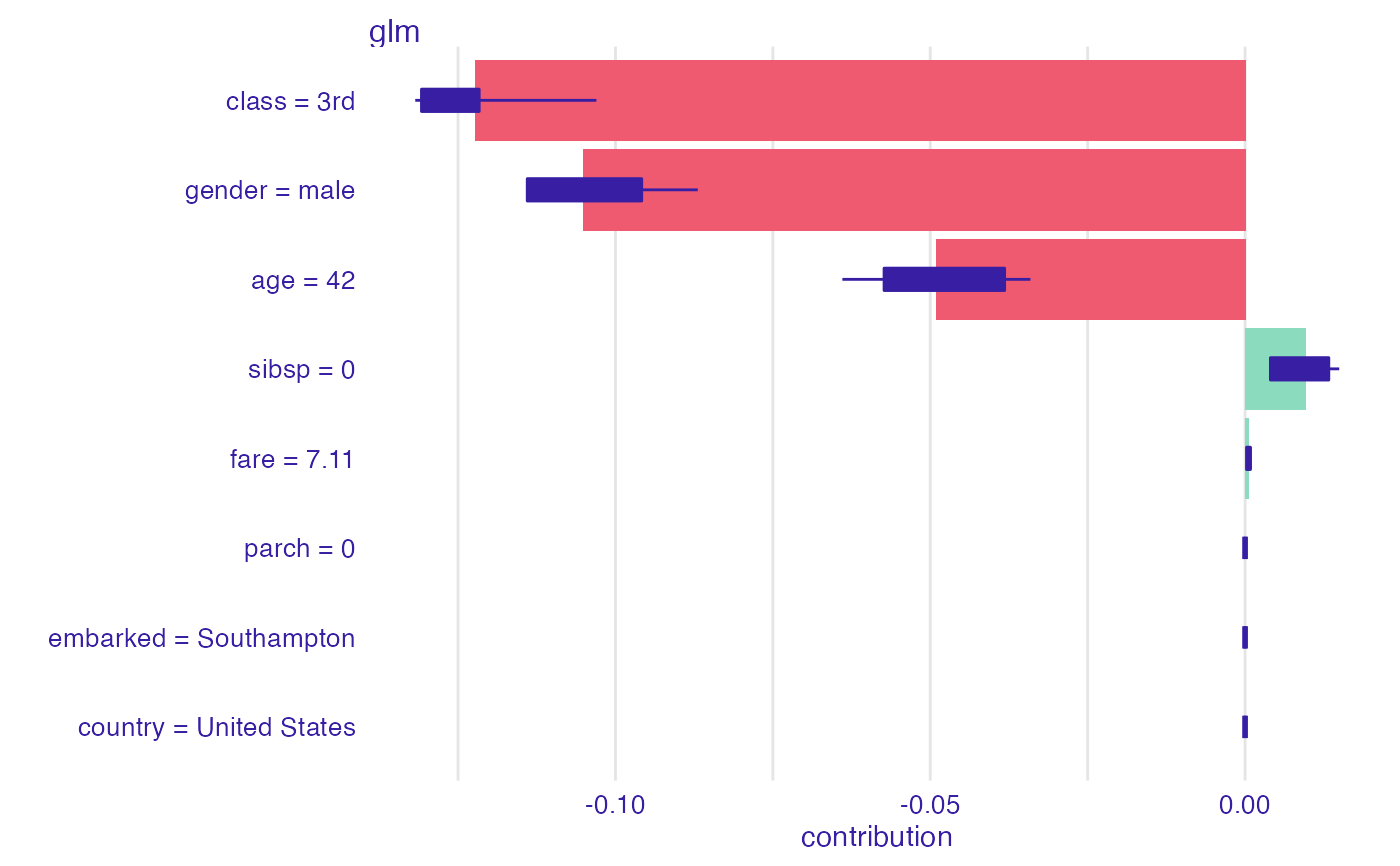 glm
class = 3rd
gender = male
age = 42
sibsp = 0
fare = 7.11
parch = 0
embarked = Southampton
country = United States
-0.10 -0.05 0.00
contribution